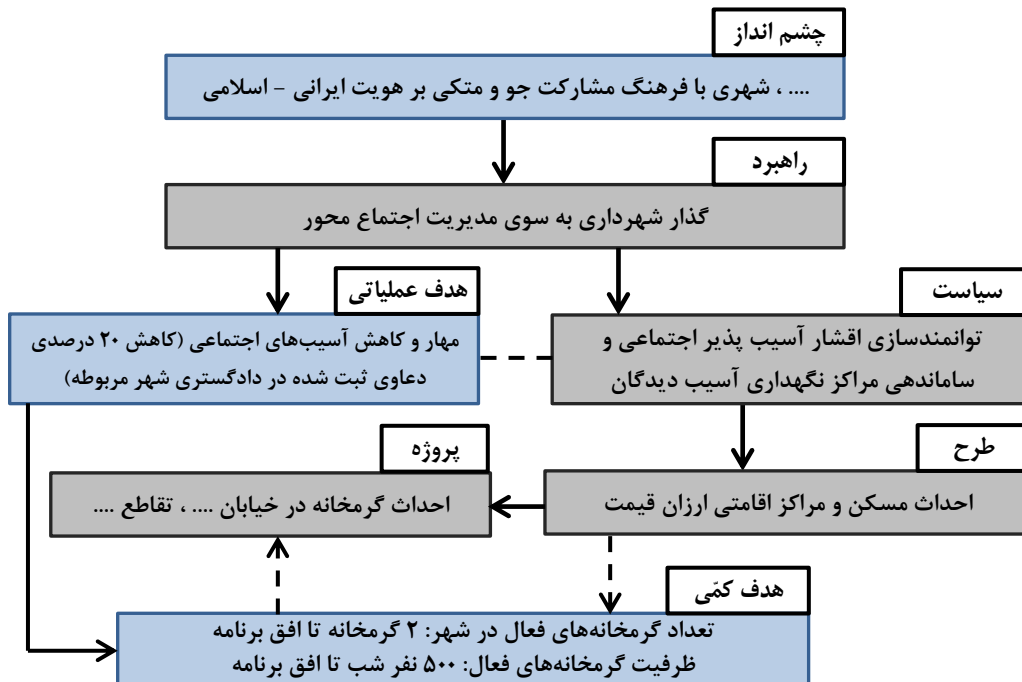 چشم انداز
.... ، شهری با فرهنگ مشارکت جو و متکی بر هویت ایرانی – اسلامی
راهبرد
گذار شهرداری به سوی مدیریت اجتماع محور
سیاست
توانمندسازی اقشار آسیب پذیر اجتماعی و
ساماندهی مراکز نگهداری آسیب دیدگان
هدف عملیاتی
مهار و کاهش آسیب‌های اجتماعی (کاهش ۲۰ درصدی
دعاوی ثبت شده در دادگستری شهر مربوطه)
طرح
احداث مسکن و مراکز اقامتی ارزان قیمت
پروژه
احداث گرمخانه در خیابان .... ، تقاطع ....
هدف کمّی
تعداد گرمخانه‌های فعال در شهر: ۲ گرمخانه تا افق برنامه
ظرفیت گرمخانه‌های فعال: ۵۰۰ نفر شب تا افق برنامه